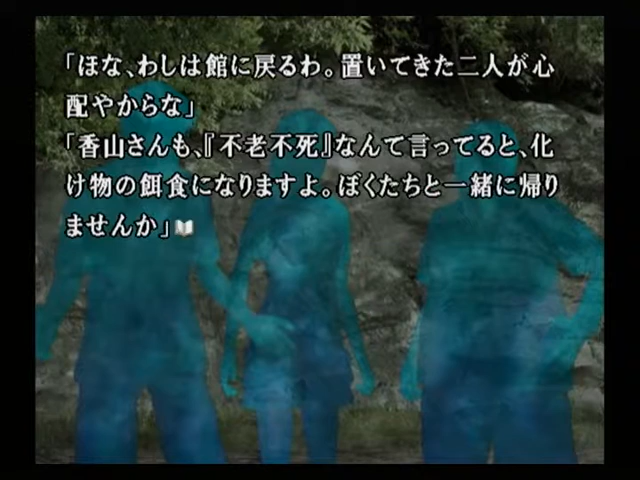 「ほな、わしは館に戻るわ。置いてきた二人が心
配やからな」
「香山さんも、『不老不死』なんて言ってると、化
け物の餌食になりますよ。ぼくたちと一緒に帰り
ませんか」